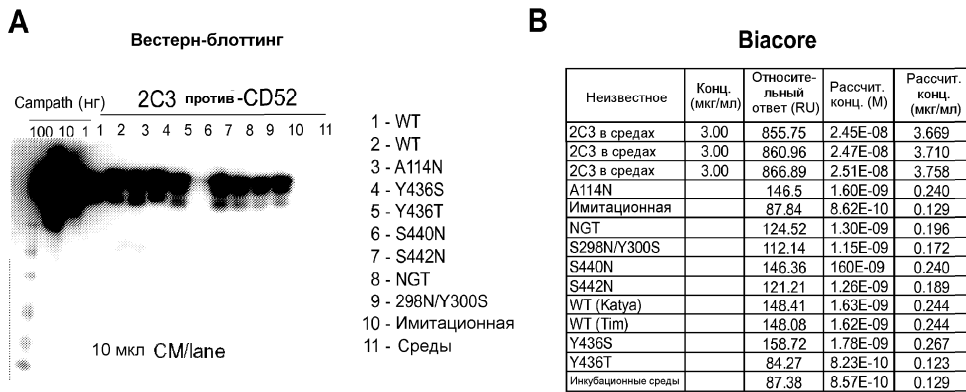 A
Вестерн-блоттинг
Campath (нг)
2C3 против-CD52
100 10 1 1 2 3 4 5 6 7 8 9 10 11
1 - WT
2 - WT
3 - A114N
4 - Y436S
5 - Y436T
6 - S440N
7 - S442N
8 - NGT
9 - 298N/Y300S
10 - Имитационная
11 - Среды
10 мкл CM/lane
B
Biacore
Неизвестное Конц. (мкг/мл) Относите-льный ответ (RU) Рассчит. конц. (M) Рассчит. конц. (мкг/мл)
2C3 в средах 3.00 855.75 2.45E-08 3.669
2C3 в средах 3.00 860.96 2.47E-08 3.710
2C3 в средах 3.00 866.89 2.51E-08 3.758
A114N 146.5 1.60E-09 0.240
Имитационная 87.84 8.62E-10 0.129
NGT 124.52 1.30E-09 0.196
S298N/Y300S 112.14 1.15E-09 0.172
S440N 146.36 160E-09 0.240
S442N 121.21 1.26E-09 0.189
WT (Katya) 148.41 1.63E-09 0.244
WT (Tim) 148.08 1.62E-09 0.244
Y436S 158.72 1.78E-09 0.267
Y436T 84.27 8.23E-10 0.123
Инкубационные среды 87.38 8.57E-10 0.129